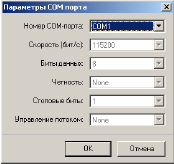 Параметры COM порта
Номер COM-порта: COM1
Скорость (бит/с): 115200
Биты данных: 8
Четность: None
Стоповые биты: 1
Управление потоком: None
OK Отмена